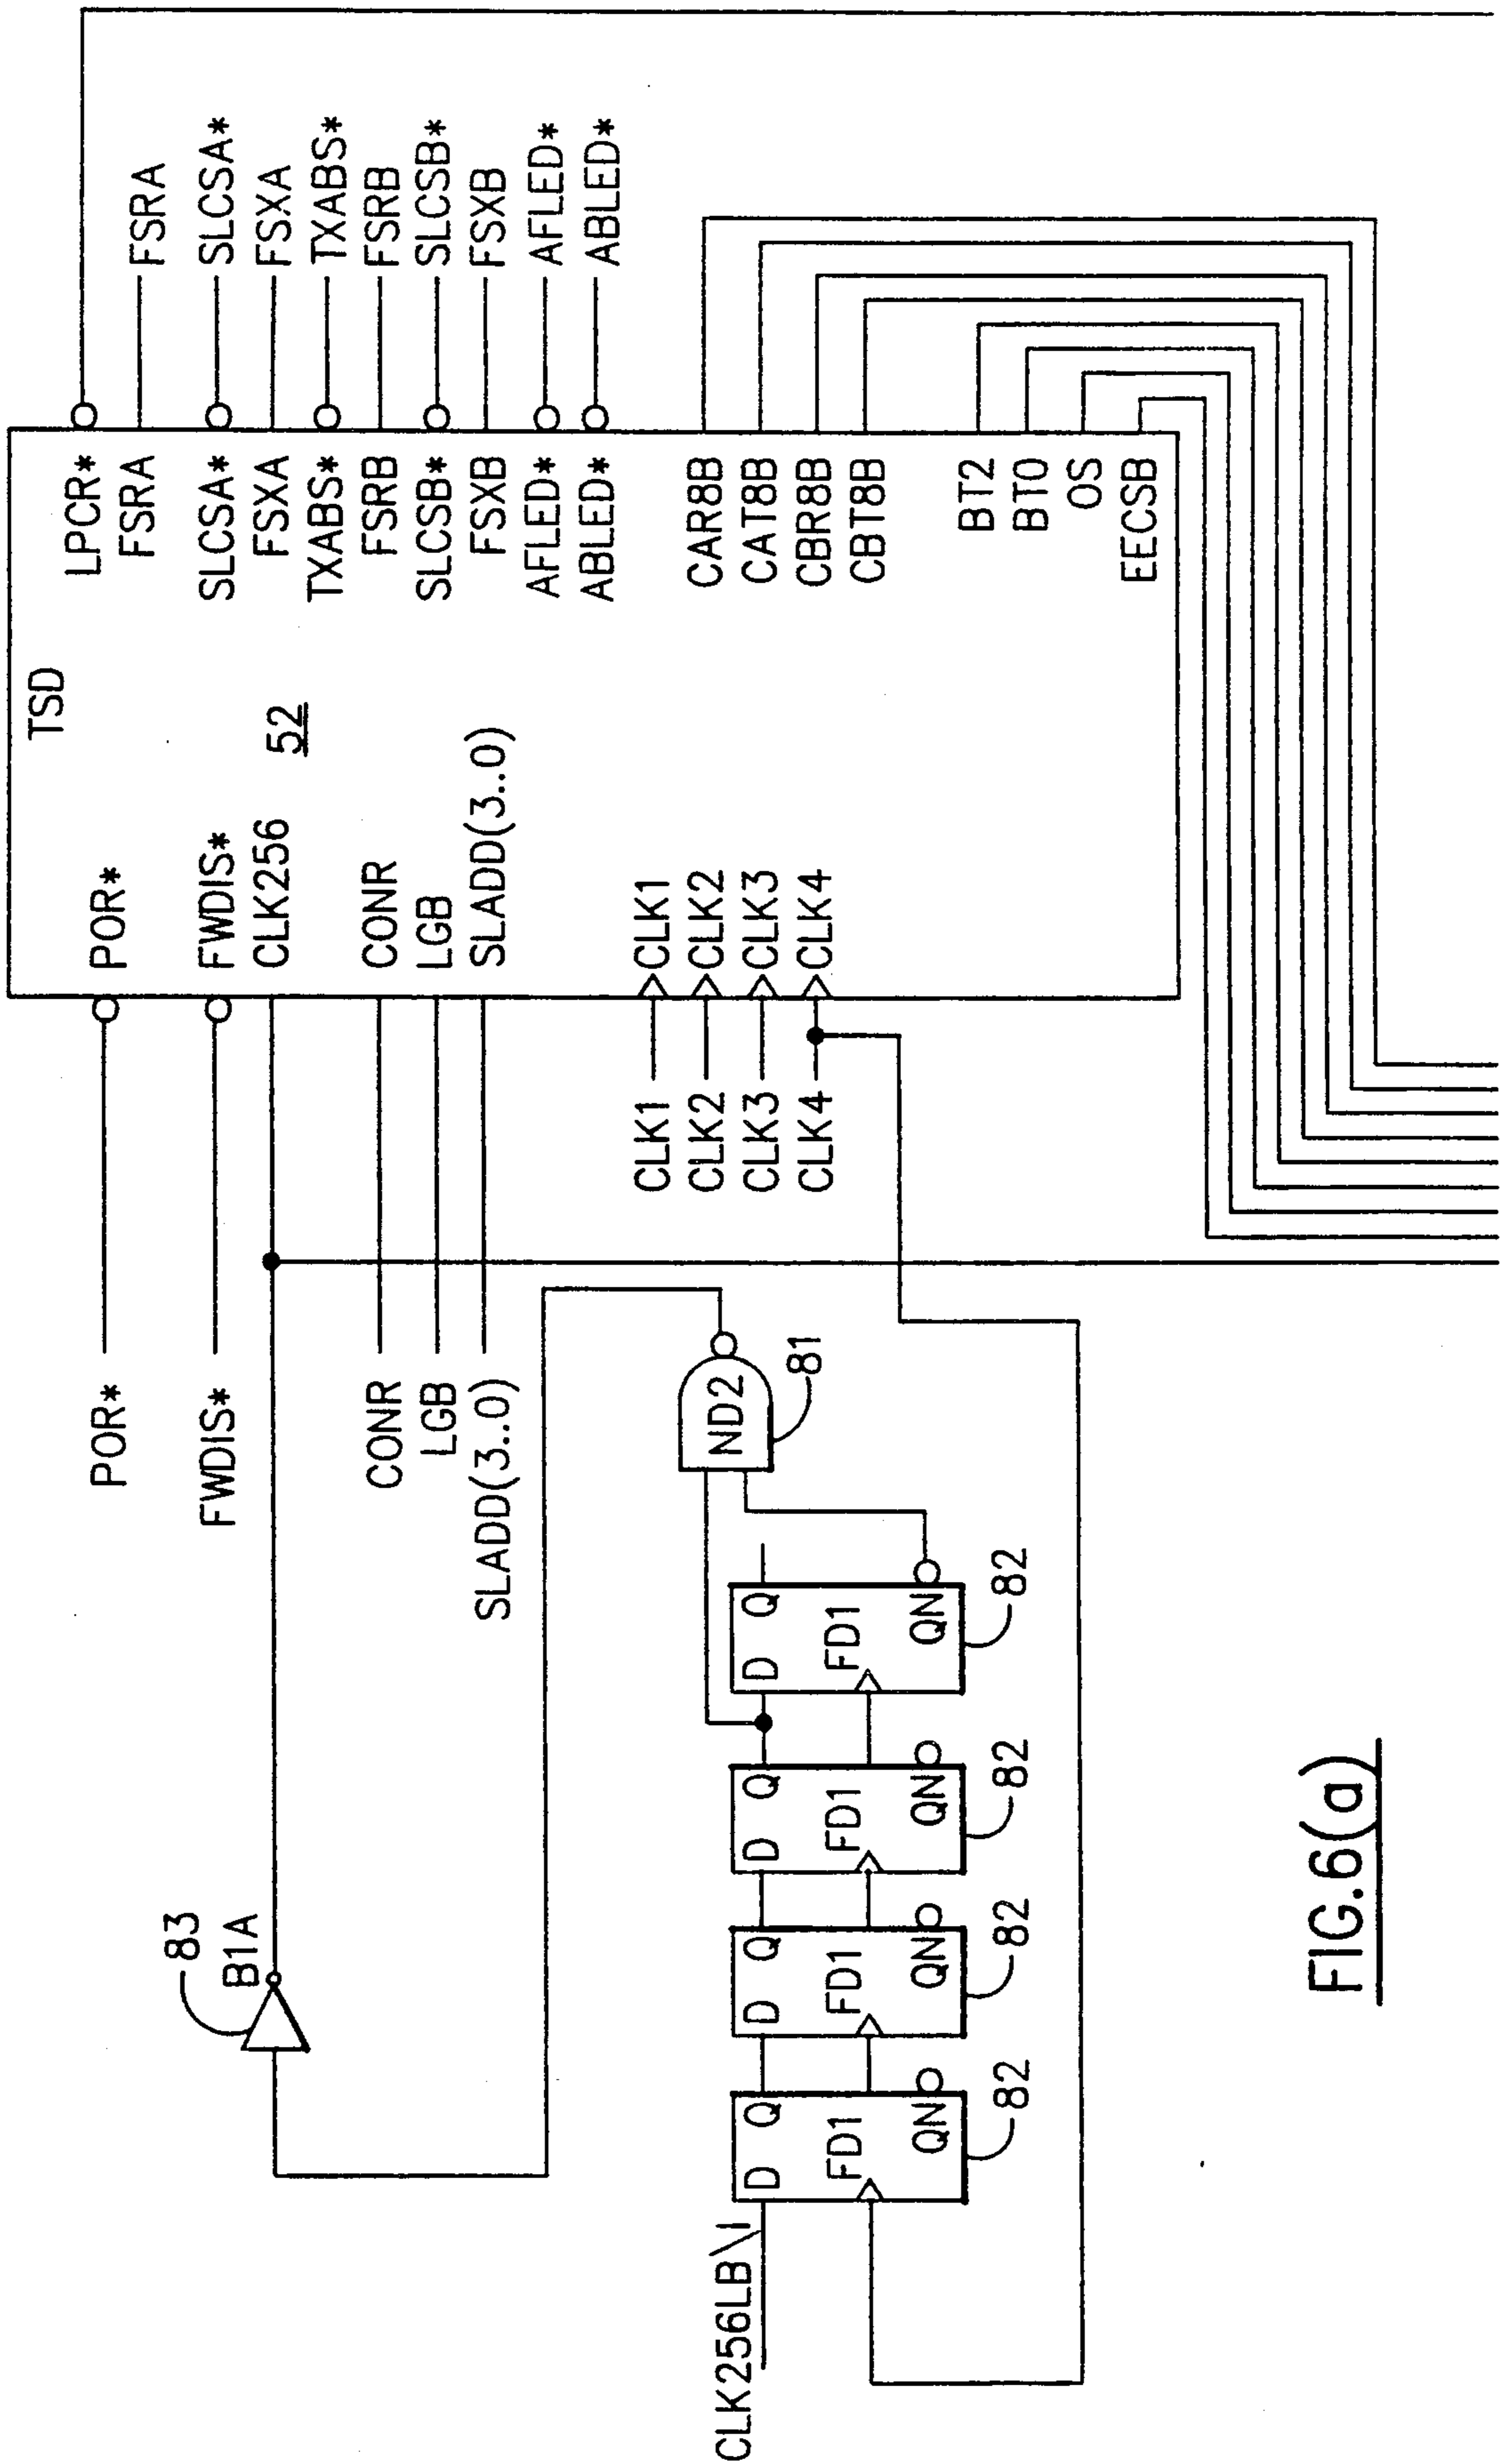 TSD
52
POR*
POR*
FWDIS*
FWDIS*
CLK256
CONR
CONR
LGB
LGB
SLADD(3..0)
SLADD(3..0)
CLK1
CLK1
CLK2
CLK2
CLK3
CLK3
CLK4
CLK4
LPCR*
FSRA
FSRA
SLCSA*
SLCSA*
FSXA
FSXA
TXABS*
TXABS*
FSRB
FSRB
SLCSB*
SLCSB*
FSXB
FSXB
AFLED*
AFLED*
ABLED*
ABLED*
CAR8B
CAT8B
CBR8B
CBT8B
BT2
BT0
OS
EECSB
83
B1A
CLK256LB\I
D Q
FD1
QN
82
D Q
FD1
QN
82
D Q
FD1
QN
82
D Q
FD1
QN
82
ND2
81
FIG.6(a)